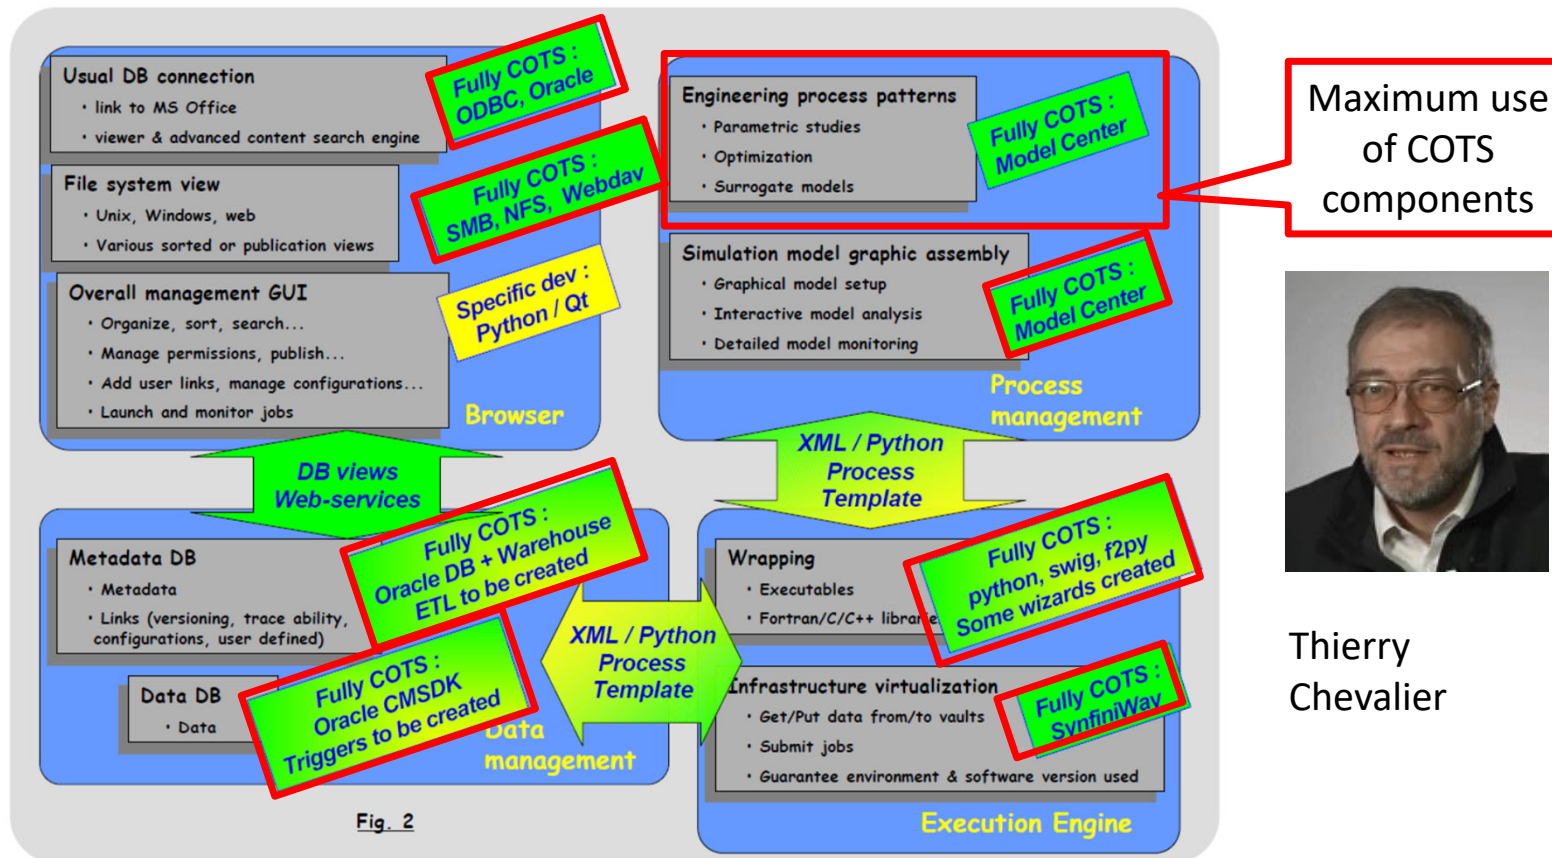 Usual DB connection
· link to MS Office
· viewer & advanced content search engine
Fully COTS :
ODBC, Oracle
File system view
· Unix, Windows, web
· Various sorted or publication views
Fully COTS :
SMB, NFS, Webdav
Overall management GUI
· Organize, sort, search...
· Manage permissions, publish...
· Add user links, manage configurations...
· Launch and monitor jobs
Specific dev :
Python / Qt
Browser
Engineering process patterns
· Parametric studies
· Optimization
· Surrogate models
Fully COTS :
Model Center
Simulation model graphic assembly
· Graphical model setup
· Interactive model analysis
· Detailed model monitoring
Fully COTS :
Model Center
Process
management
Maximum use
of COTS
components
Thierry
Chevalier
DB views
Web-services
XML / Python
Process
Template
Metadata DB
· Metadata
· Links (versioning, trace ability,
configurations, user defined)
Fully COTS :
Oracle DB + Warehouse
ETL to be created
Data DB
· Data
Fully COTS :
Oracle CMSDK
Triggers to be created
Data
management
XML / Python
Process
Template
Wrapping
· Executables
· Fortran/C/C++
Fully COTS :
python, swig, f2py
Some wizards created
Infrastructure virtualization
· Get/Put data from/to vaults
· Submit jobs
· Guarantee environment & software version used
Fully COTS :
SynfiniWay
Execution Engine
Fig. 2